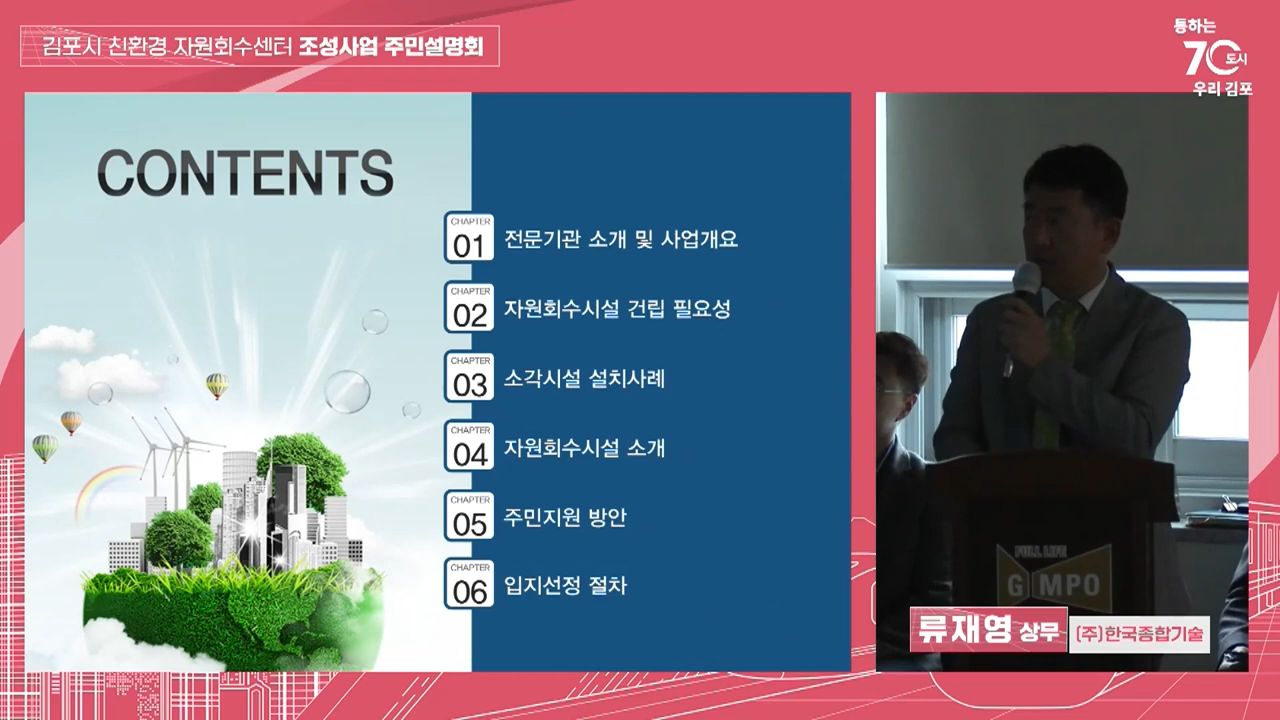 김포시 친환경 자원회수센터 조성사업 주민설명회
통하는
70도시
우리 김포
CONTENTS
CHAPTER
01
전문기관 소개 및 사업개요
CHAPTER
02
자원회수시설 건립 필요성
CHAPTER
03
소각시설 설치사례
CHAPTER
04
자원회수시설 소개
CHAPTER
05
주민지원 방안
CHAPTER
06
입지선정 절차
FULL LIFE
GIMPO
류재영 상무
(주)한국종합기술